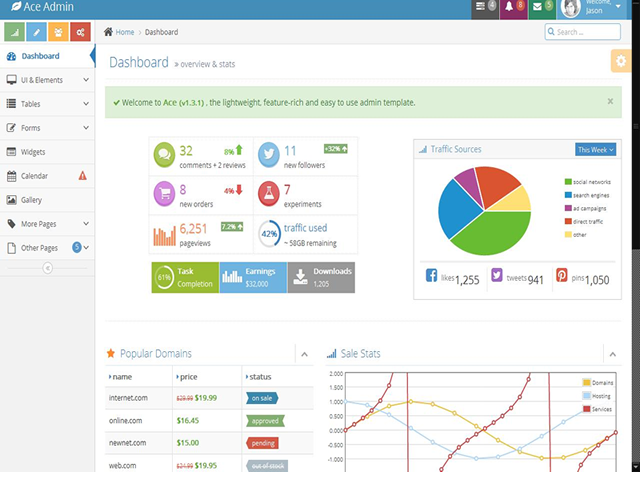 Ace Admin
4
8
5
Welcome,
Jason
Home
Dashboard
Search ...
Dashboard
UI & Elements
Tables
Forms
Widgets
Calendar
Gallery
More Pages
Other Pages
5
Dashboard » overview & stats
Welcome to Ace (v1.3.1) , the lightweight, feature-rich and easy to use admin template.
×
32
8%
comments + 2 reviews
11
+32%
new followers
8
4%
new orders
7
experiments
6,251
7.2%
pageviews
42%
traffic used
~ 58GB remaining
61%
Task
Completion
Earnings
$32,000
Downloads
1,205
Traffic Sources
This Week
social networks
search engines
ad campaigns
direct traffic
other
likes 1,255
tweets 941
pins 1,050
Popular Domains
name price status
internet.com $29.99 $19.99 on sale
online.com $16.45 approved
newnet.com $15.00 pending
web.com $24.99 $19.95 out of stock
Sale Stats
2.000
1.500
1.000
0.500
0.000
-0.500
-1.000
Domains
Hosting
Services